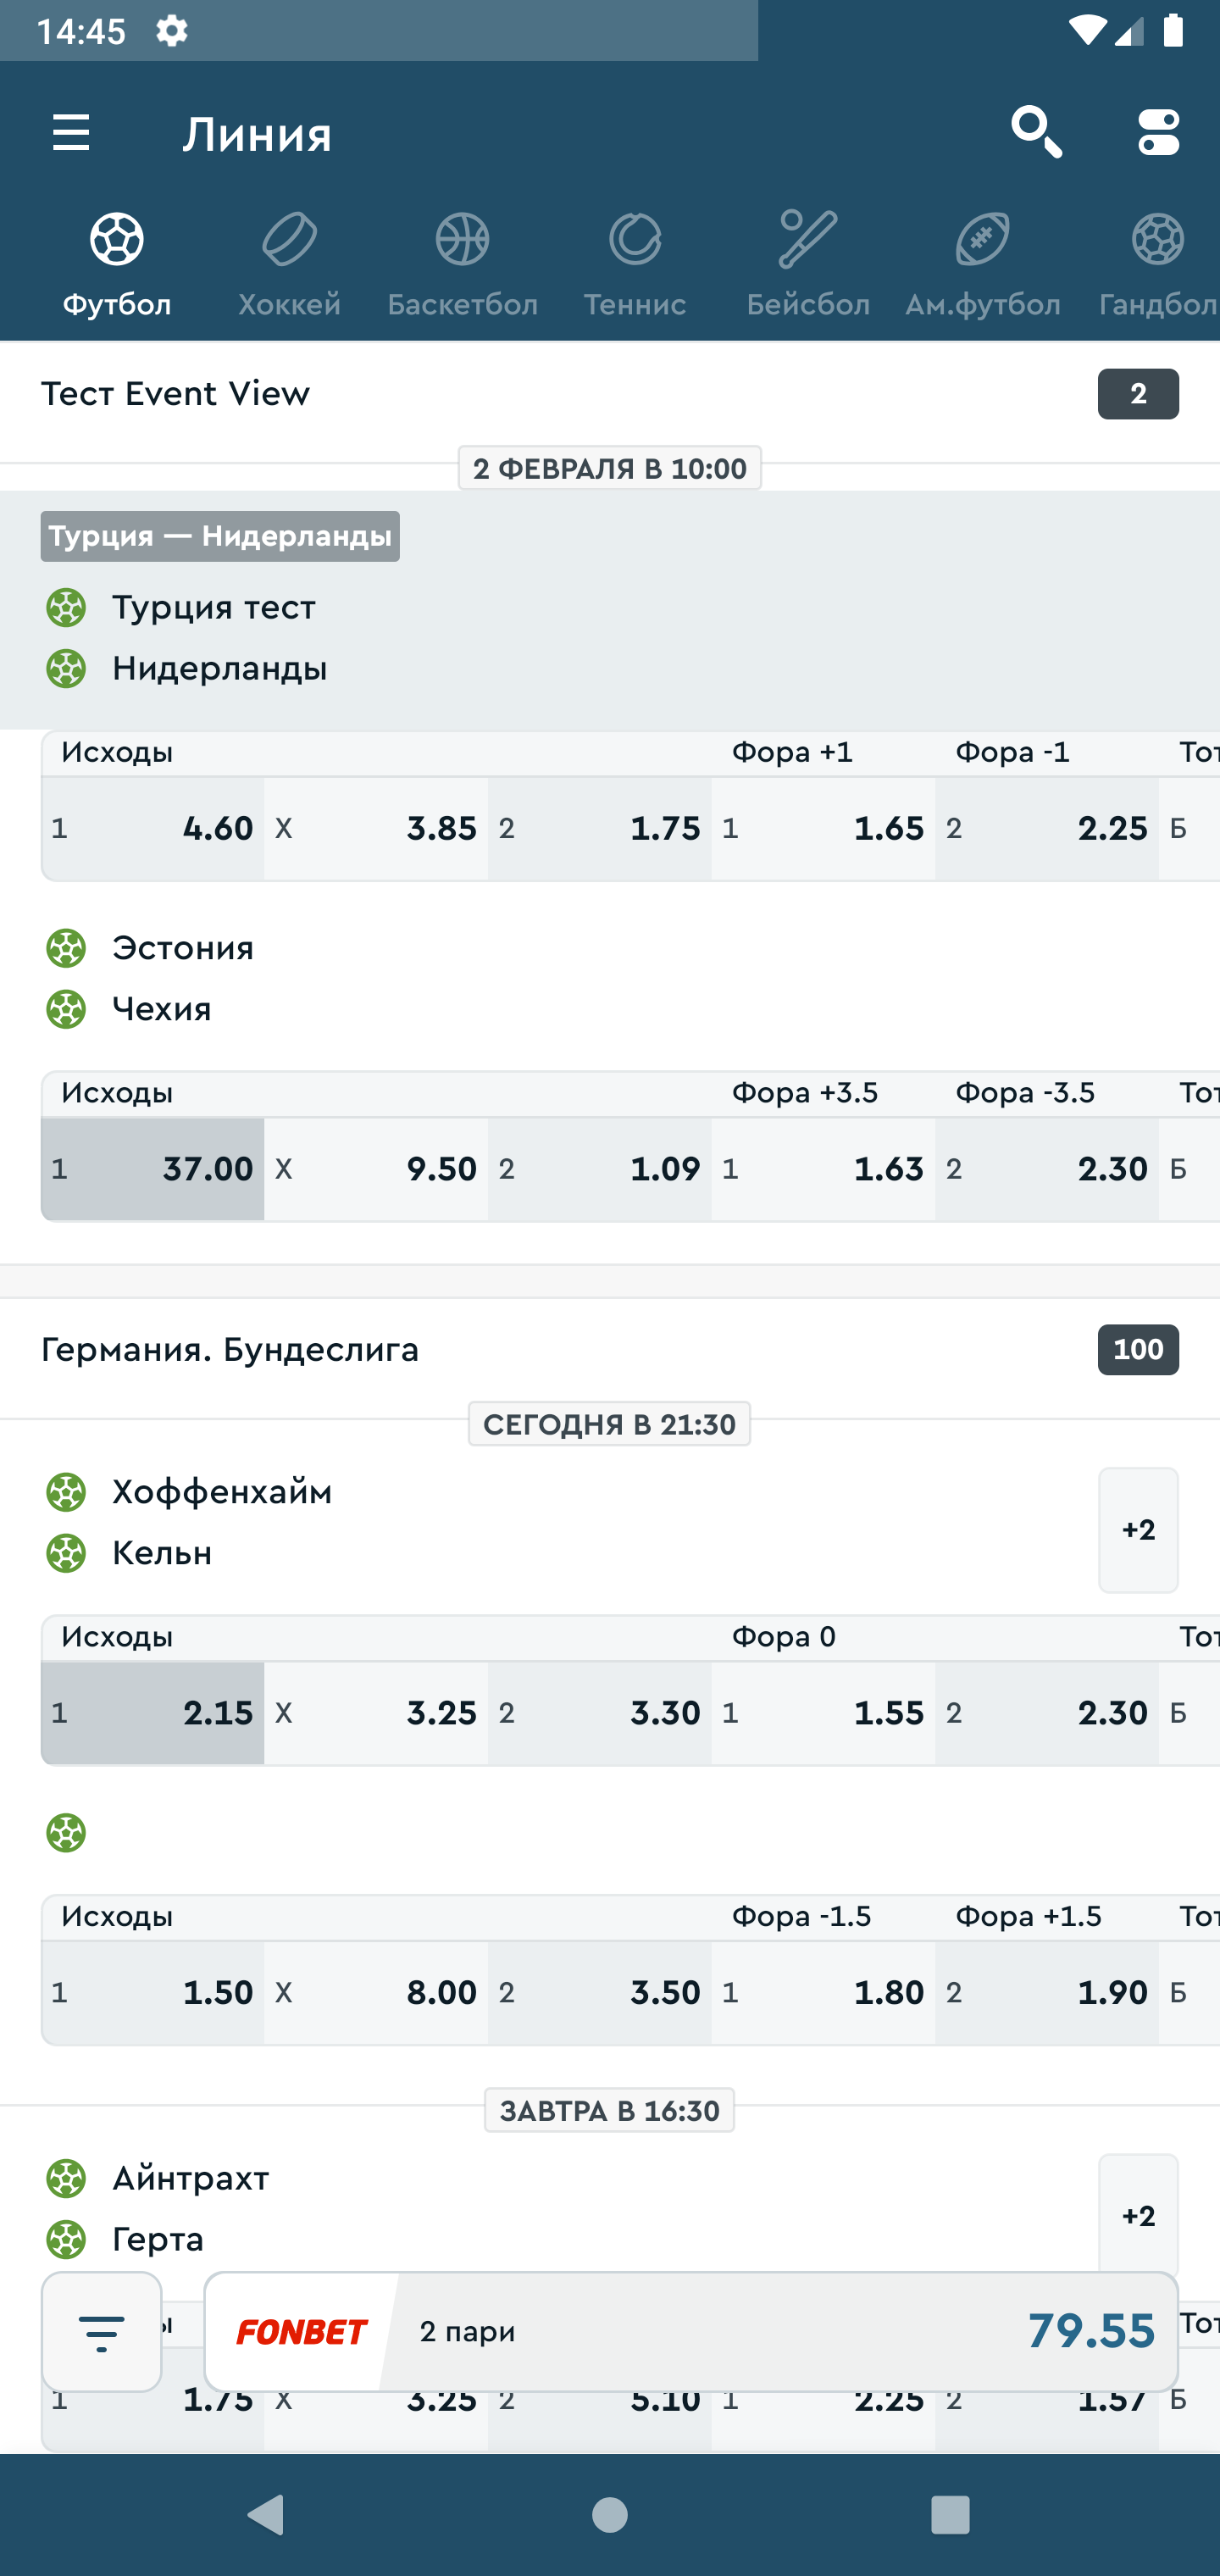 14:45
Линия
Футбол Хоккей Баскетбол Теннис Бейсбол Ам.футбол Гандбол
Тест Event View 2
2 ФЕВРАЛЯ В 10:00
Турция — Нидерланды
Турция тест
Нидерланды
Исходы Фора +1 Фора -1 Тот
1 4.60 X 3.85 2 1.75 1 1.65 2 2.25 Б
Эстония
Чехия
Исходы Фора +3.5 Фора -3.5 Тот
1 37.00 X 9.50 2 1.09 1 1.63 2 2.30 Б
Германия. Бундеслига 100
СЕГОДНЯ В 21:30
Хоффенхайм
Кельн
+2
Исходы Фора 0 Тот
1 2.15 X 3.25 2 3.30 1 1.55 2 2.30 Б
Исходы Фора -1.5 Фора +1.5 Тот
1 1.50 X 8.00 2 3.50 1 1.80 2 1.90 Б
ЗАВТРА В 16:30
Айнтрахт
Герта
+2
ы FONBET 2 пари 79.55 Тот
1 1.75 X 3.25 2 5.10 1 2.25 2 1.57 Б